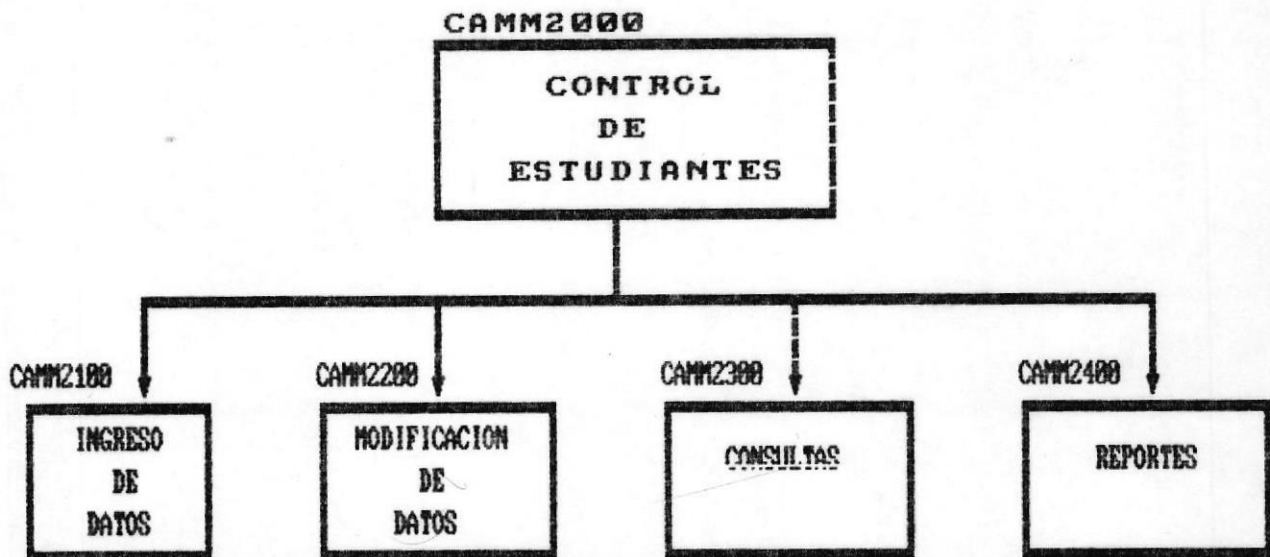 CAMM2000
CONTROL
DE
ESTUDIANTES
CAMM2100
INGRESO
DE
DATOS
CAMM2200
MODIFICACION
DE
DATOS
CAMM2300
CONSULTAS
CAMM2400
REPORTES